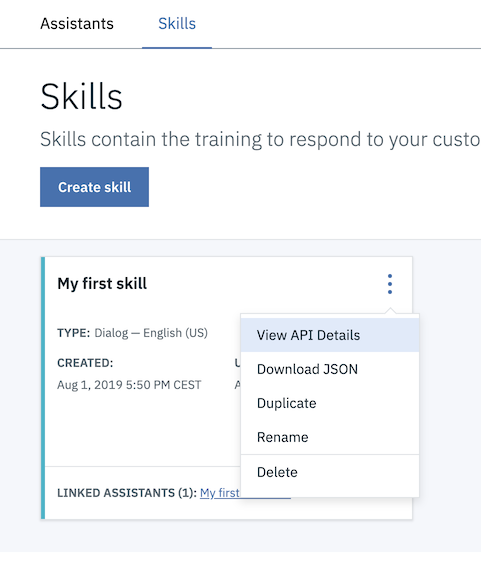 Assistants Skills
Skills
Skills contain the training to respond to your custo
Create skill
My first skill
View API Details
TYPE: Dialog — English (US)
CREATED:
Download JSON
Aug 1, 2019 5:50 PM CEST
Duplicate
Rename
Delete
LINKED ASSISTANTS (1): My first